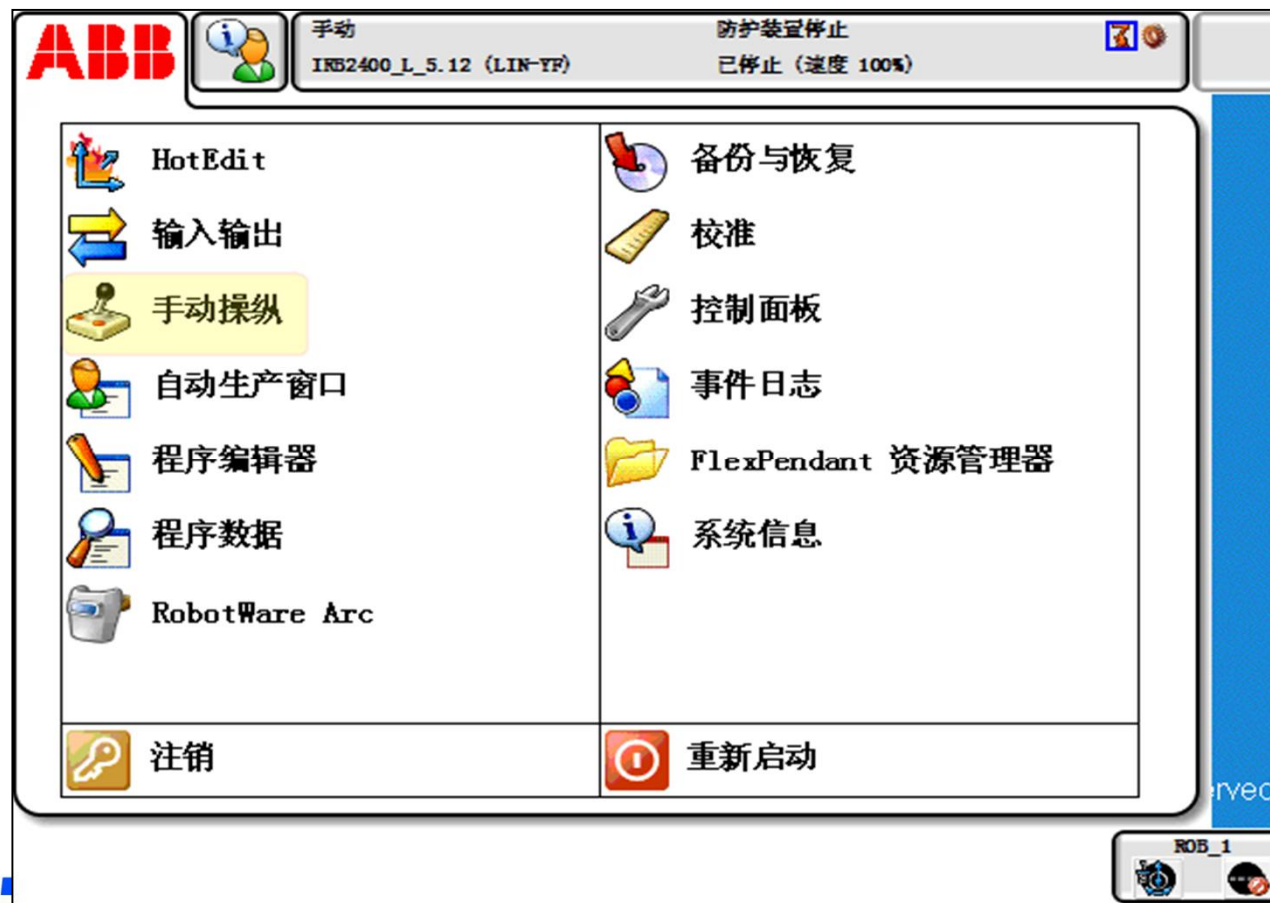 ABB
手动
IRB2400_L_5.12 (LIN-YF)
防护装置停止
已停止 (速度 100%)
HotEdit
输入输出
手动操纵
自动生产窗口
程序编辑器
程序数据
RobotWare Arc
备份与恢复
校准
控制面板
事件日志
FlexPendant 资源管理器
系统信息
注销
重新启动
ROB_1